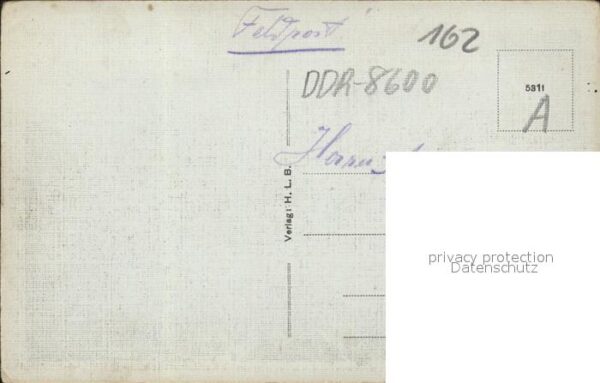 Feldpost
162
DDR-8600
5311
A
Verlag: H. L. B.
privacy protection
Datenschutz